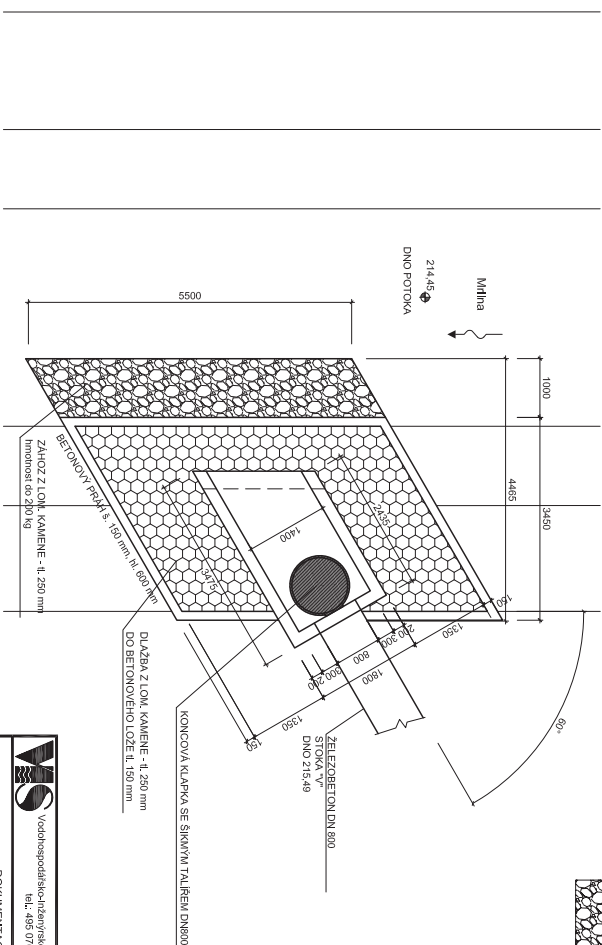 Mrlina
214,45
DNO POTOKA
5500
1000
3450
4465
ZÁHOZ Z LOM. KAMENE - tl. 250 mm
hmotnost do 200 kg
BETONOVÝ PRÁH š. 150 mm, hl. 600 mm
DLAŽBA Z LOM. KAMENE - tl. 250 mm
DO BETONOVÉHO LOŽE tl. 150 mm
KONCOVÁ KLAPKA SE ŠIKMÝM TALÍŘEM DN800
ŽELEZOBETON DN 800
STOKA "V"
DNO 215,49
2435
1400
3475
150
1350
200
300
800
300
200
1800
1350
150
60°
VIS
Vodohospodářsko-inženýrské
tel.: 495 07